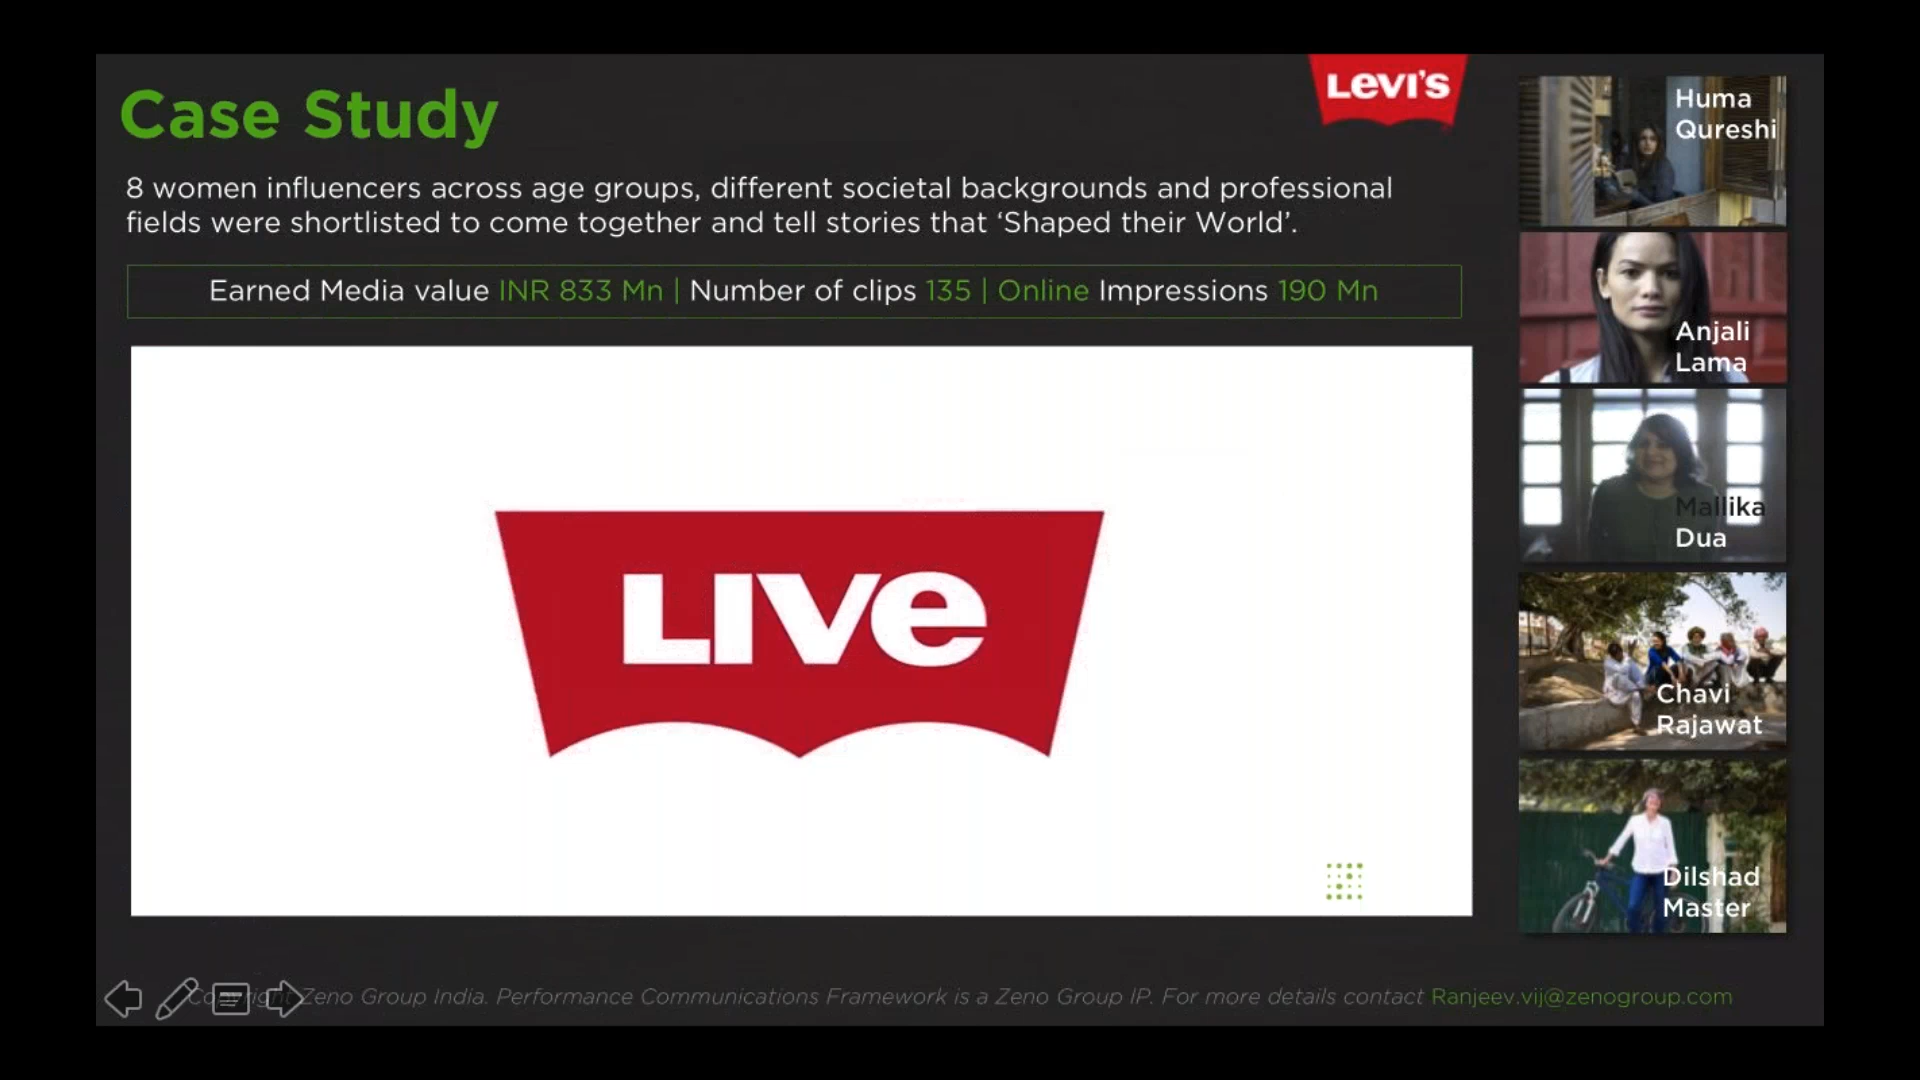 Case Study
LEVI'S
8 women influencers across age groups, different societal backgrounds and professional
fields were shortlisted to come together and tell stories that ‘Shaped their World’.
Earned Media value INR 833 Mn | Number of clips 135 | Online Impressions 190 Mn
LIVE
Huma
Qureshi
Anjali
Lama
Mallika
Dua
Chavi
Rajawat
Dilshad
Master
Copyright Zeno Group India. Performance Communications Framework is a Zeno Group IP. For more details contact Ranjeev.vij@zenogroup.com